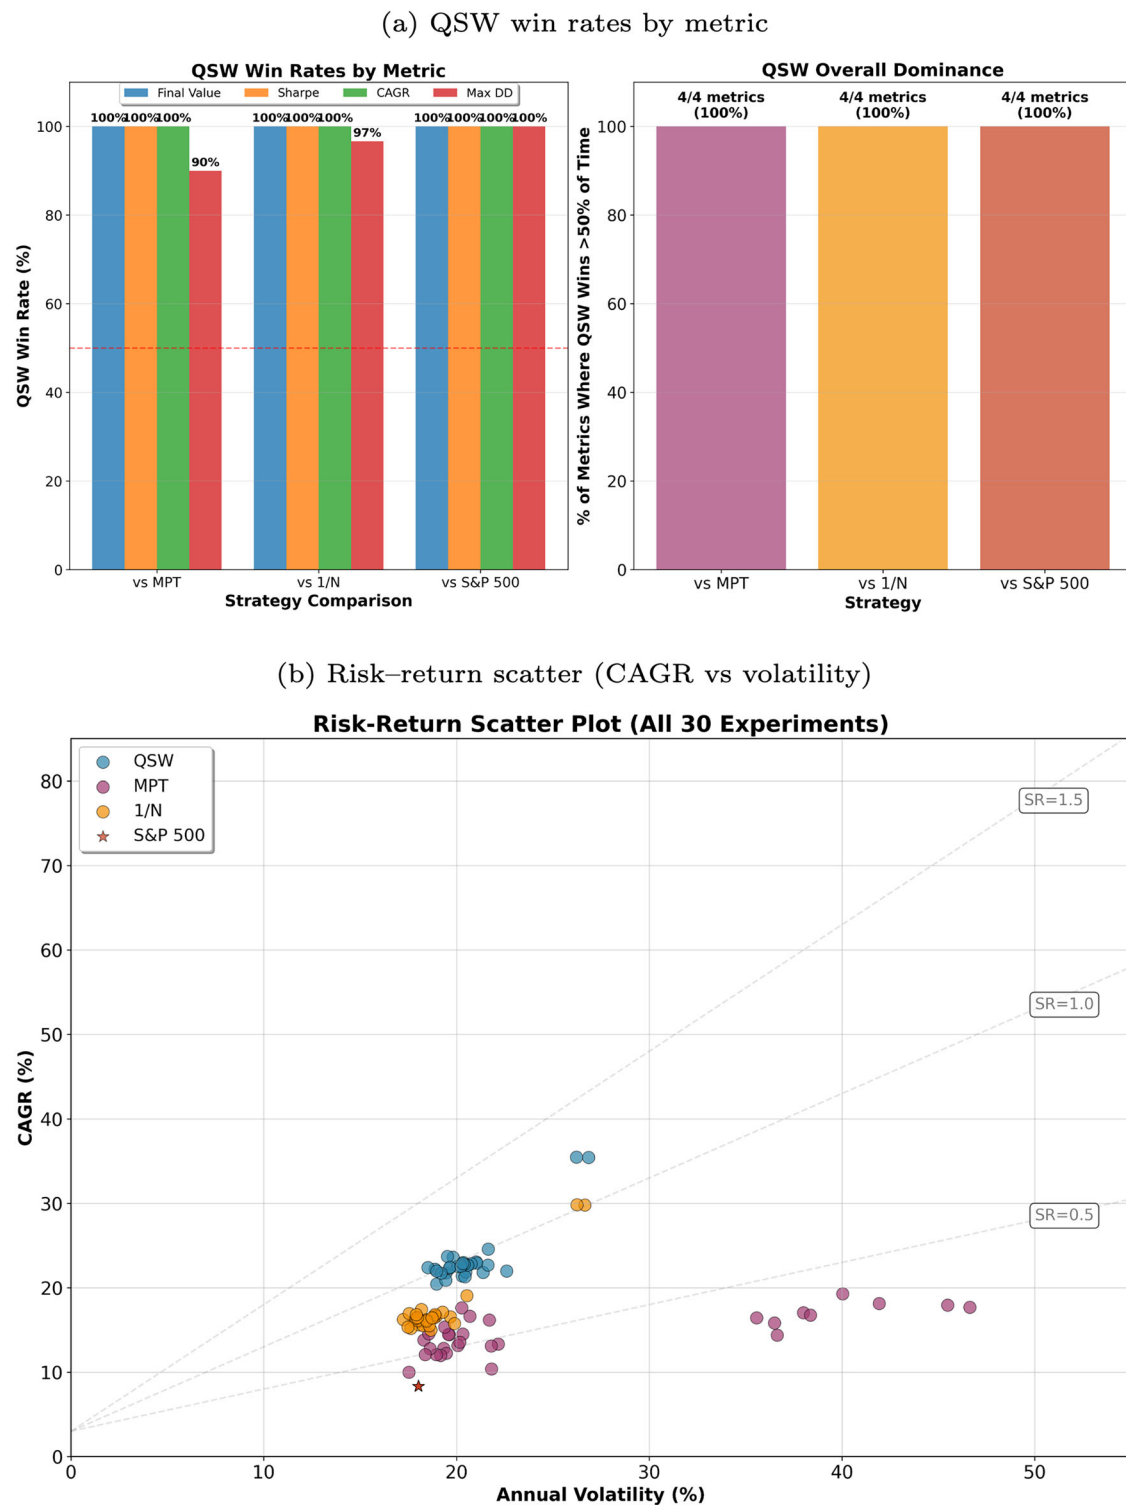 (a) QSW win rates by metric
QSW Win Rates by Metric
Final Value Sharpe CAGR Max DD
100% 100% 100% 90%
100% 100% 100% 97%
100% 100% 100% 100%
QSW Win Rate (%)
100
80
60
40
20
0
vs MPT vs 1/N vs S&P 500
Strategy Comparison
QSW Overall Dominance
4/4 metrics 4/4 metrics 4/4 metrics
(100%) (100%) (100%)
% of Metrics Where QSW Wins >50% of Time
100
80
60
40
20
0
vs MPT vs 1/N vs S&P 500
Strategy
(b) Risk–return scatter (CAGR vs volatility)
Risk-Return Scatter Plot (All 30 Experiments)
QSW
MPT
1/N
S&P 500
SR=1.5
SR=1.0
SR=0.5
CAGR (%)
80
70
60
50
40
30
20
10
0
0 10 20 30 40 50
Annual Volatility (%)